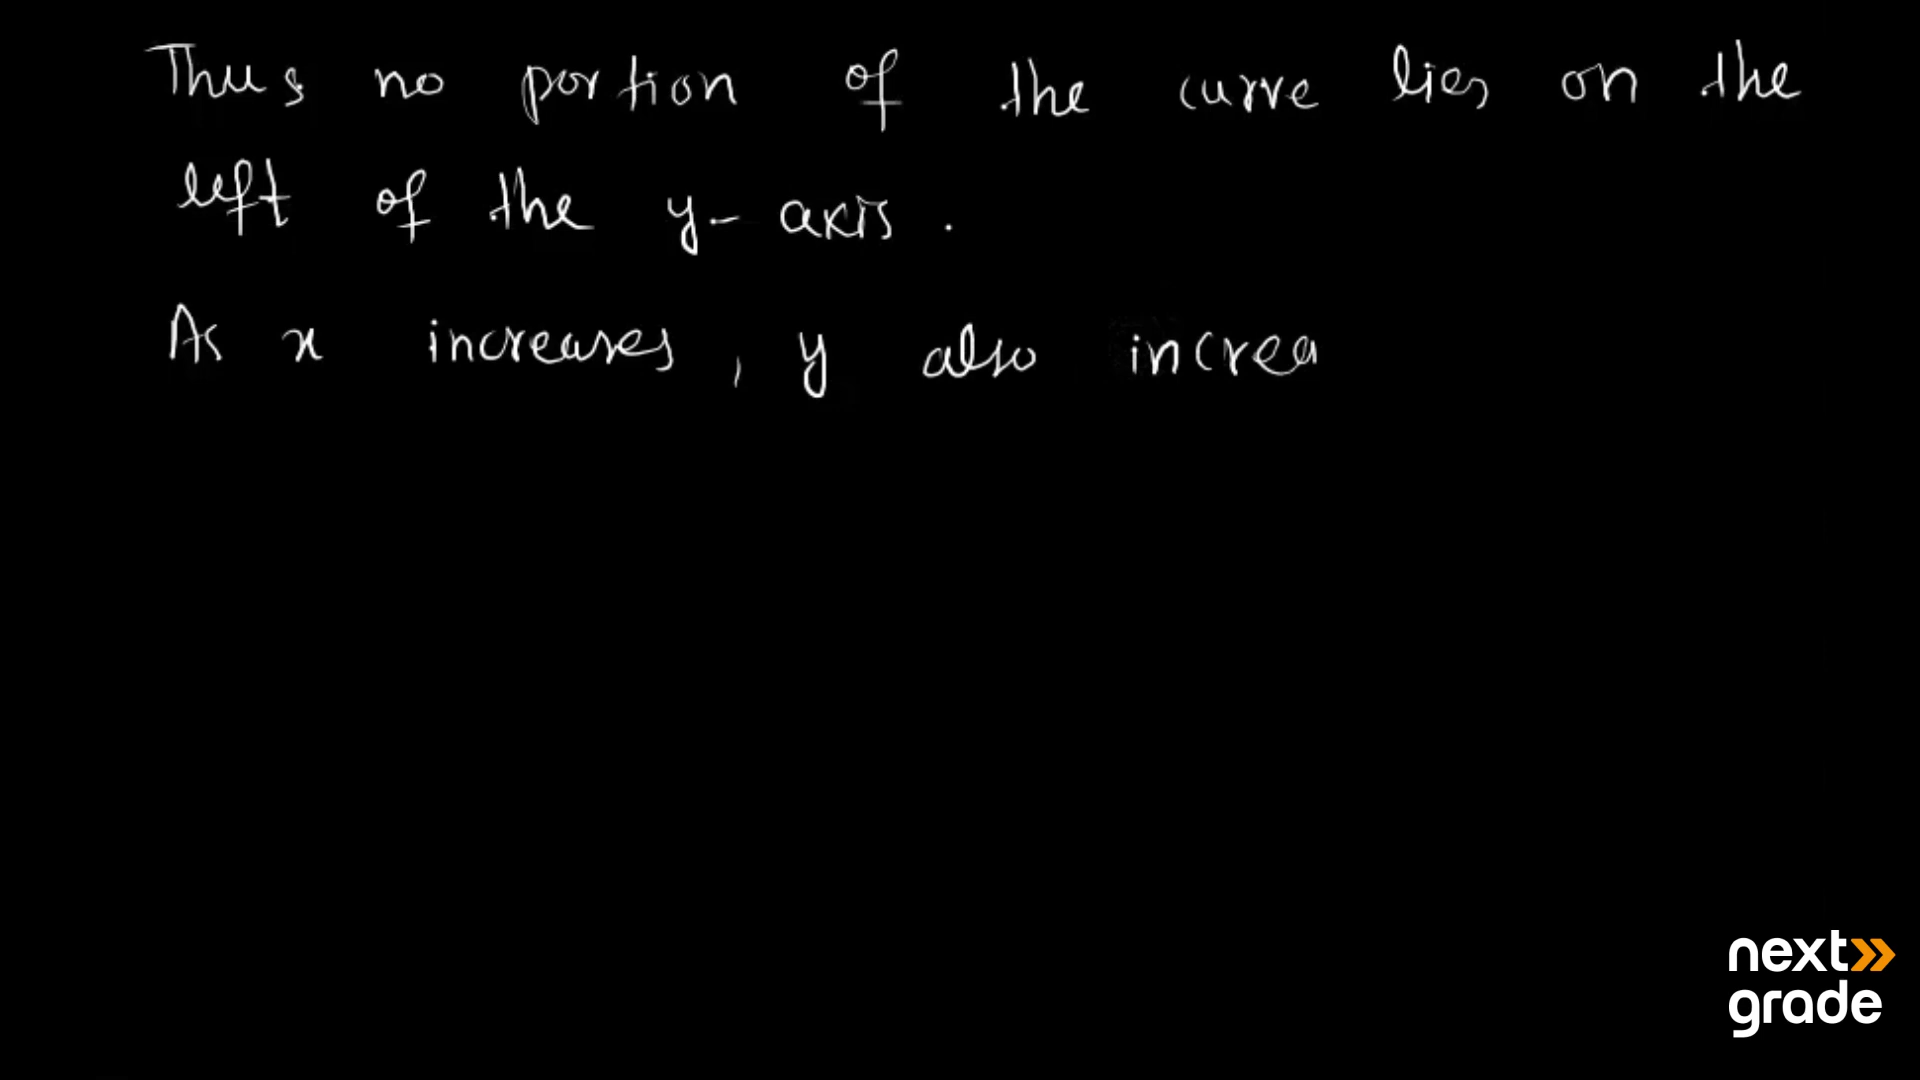 Thus no portion of the curve lies on the
left of the y-axis.
As x increases, y also increa
next
grade